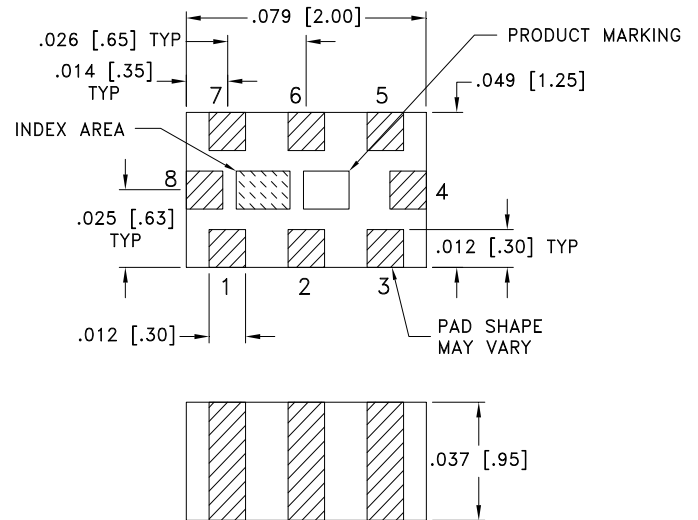 .079 [2.00]
.026 [.65] TYP
PRODUCT MARKING
.014 [.35]
TYP
.049 [1.25]
7
6
5
INDEX AREA
8
4
.025 [.63]
TYP
.012 [.30] TYP
1
2
3
.012 [.30]
PAD SHAPE
MAY VARY
.037 [.95]